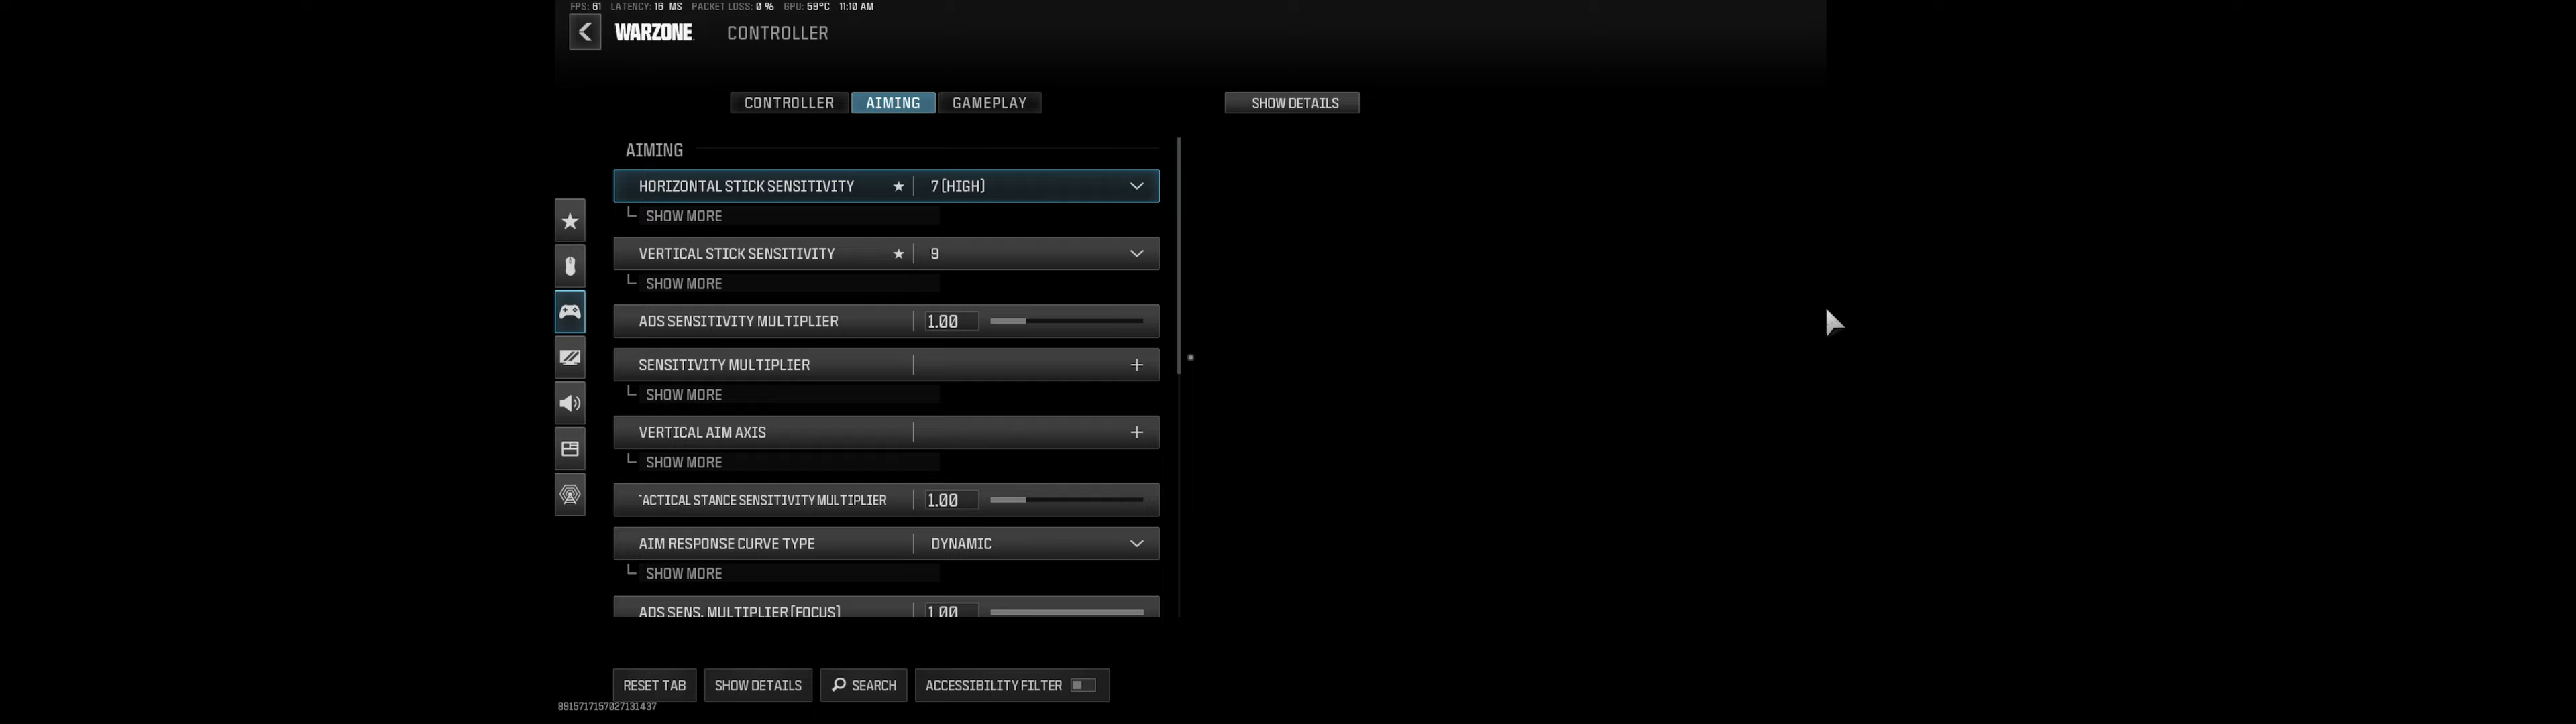 FPS: 61 LATENCY: 16 MS PACKET LOSS: 0 % GPU: 59°C 11:10 AM
WARZONE CONTROLLER
CONTROLLER AIMING GAMEPLAY SHOW DETAILS
AIMING
HORIZONTAL STICK SENSITIVITY 7 (HIGH)
SHOW MORE
VERTICAL STICK SENSITIVITY 9
SHOW MORE
ADS SENSITIVITY MULTIPLIER 1.00
SENSITIVITY MULTIPLIER
SHOW MORE
VERTICAL AIM AXIS
SHOW MORE
TACTICAL STANCE SENSITIVITY MULTIPLIER 1.00
AIM RESPONSE CURVE TYPE DYNAMIC
SHOW MORE
ADS SENS. MULTIPLIER (FOCUS) 1.00
RESET TAB SHOW DETAILS SEARCH ACCESSIBILITY FILTER
8915717157027131437